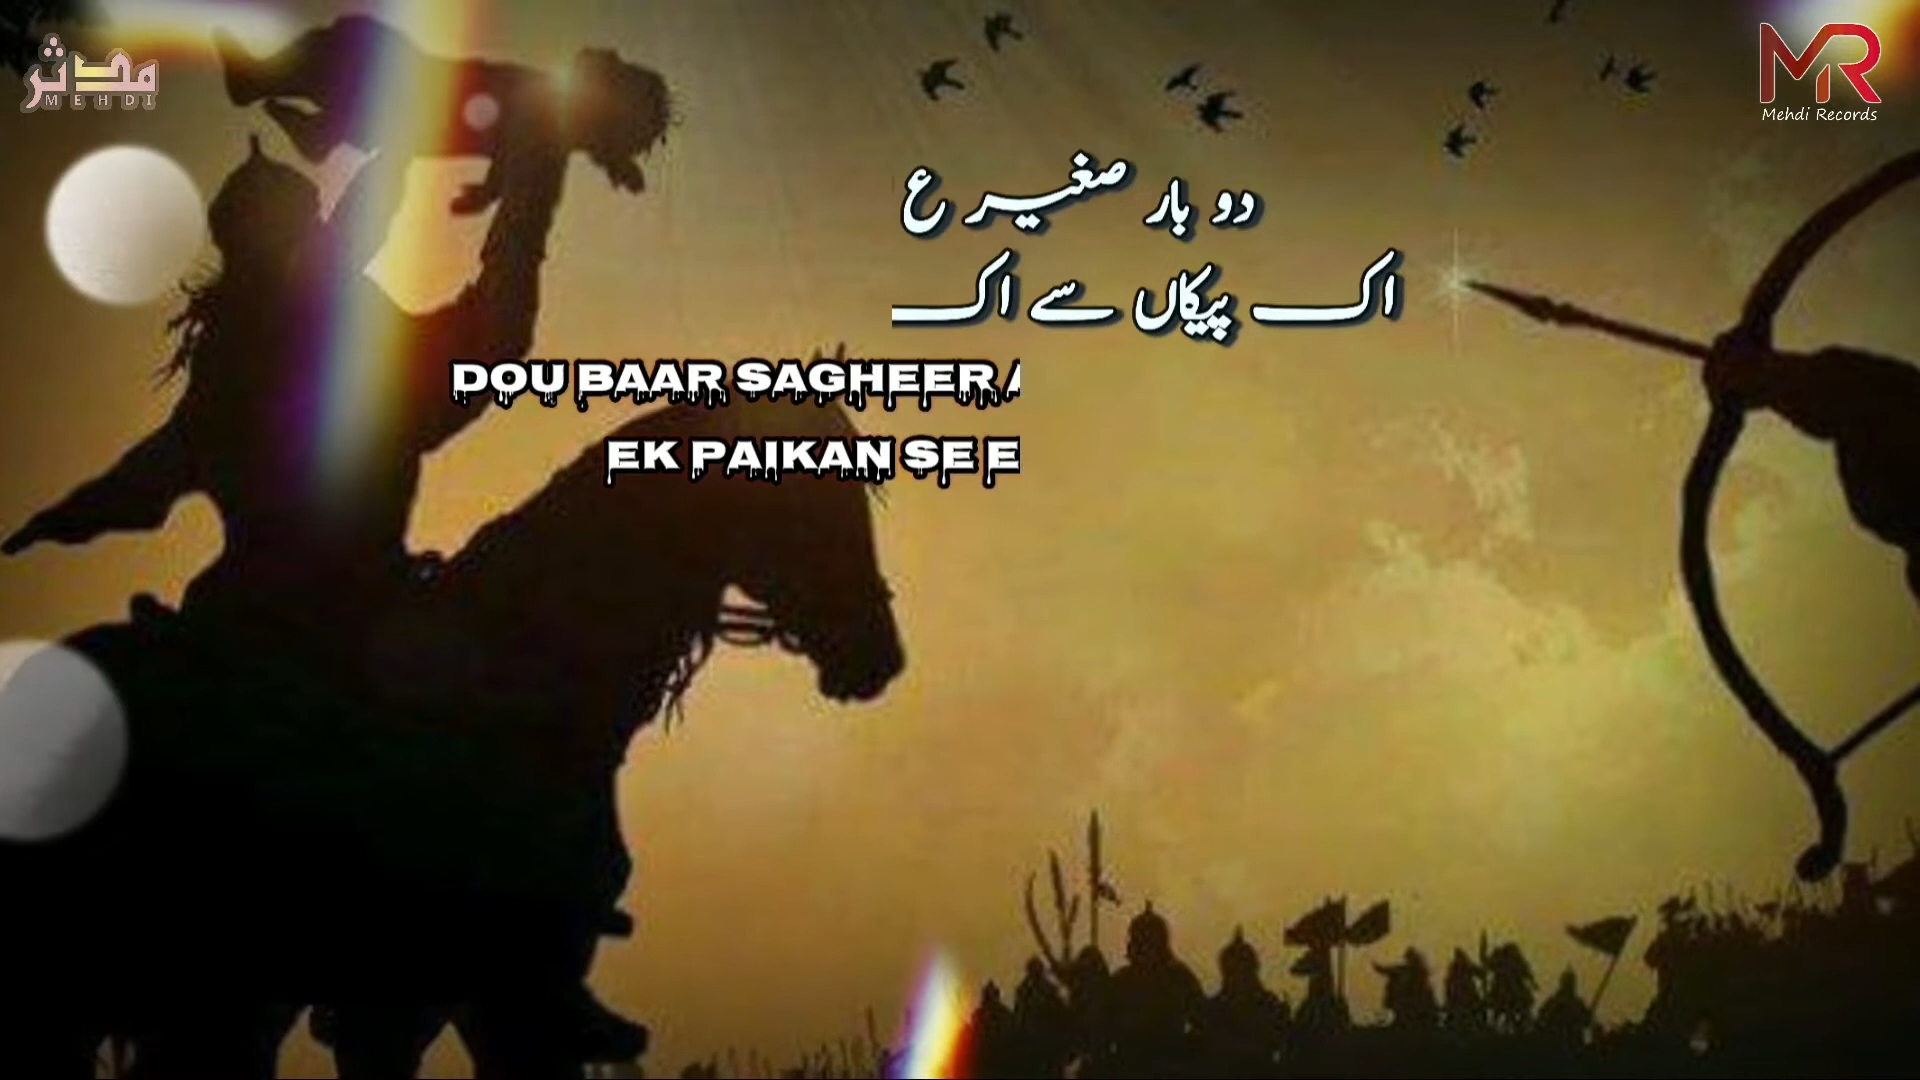 مدثر
MEHDI
MR
Mehdi Records
دو بار صغیر ع
اک پیکاں سے اک
DOU BAAR SAGHEER A
EK PAIKAN SE E